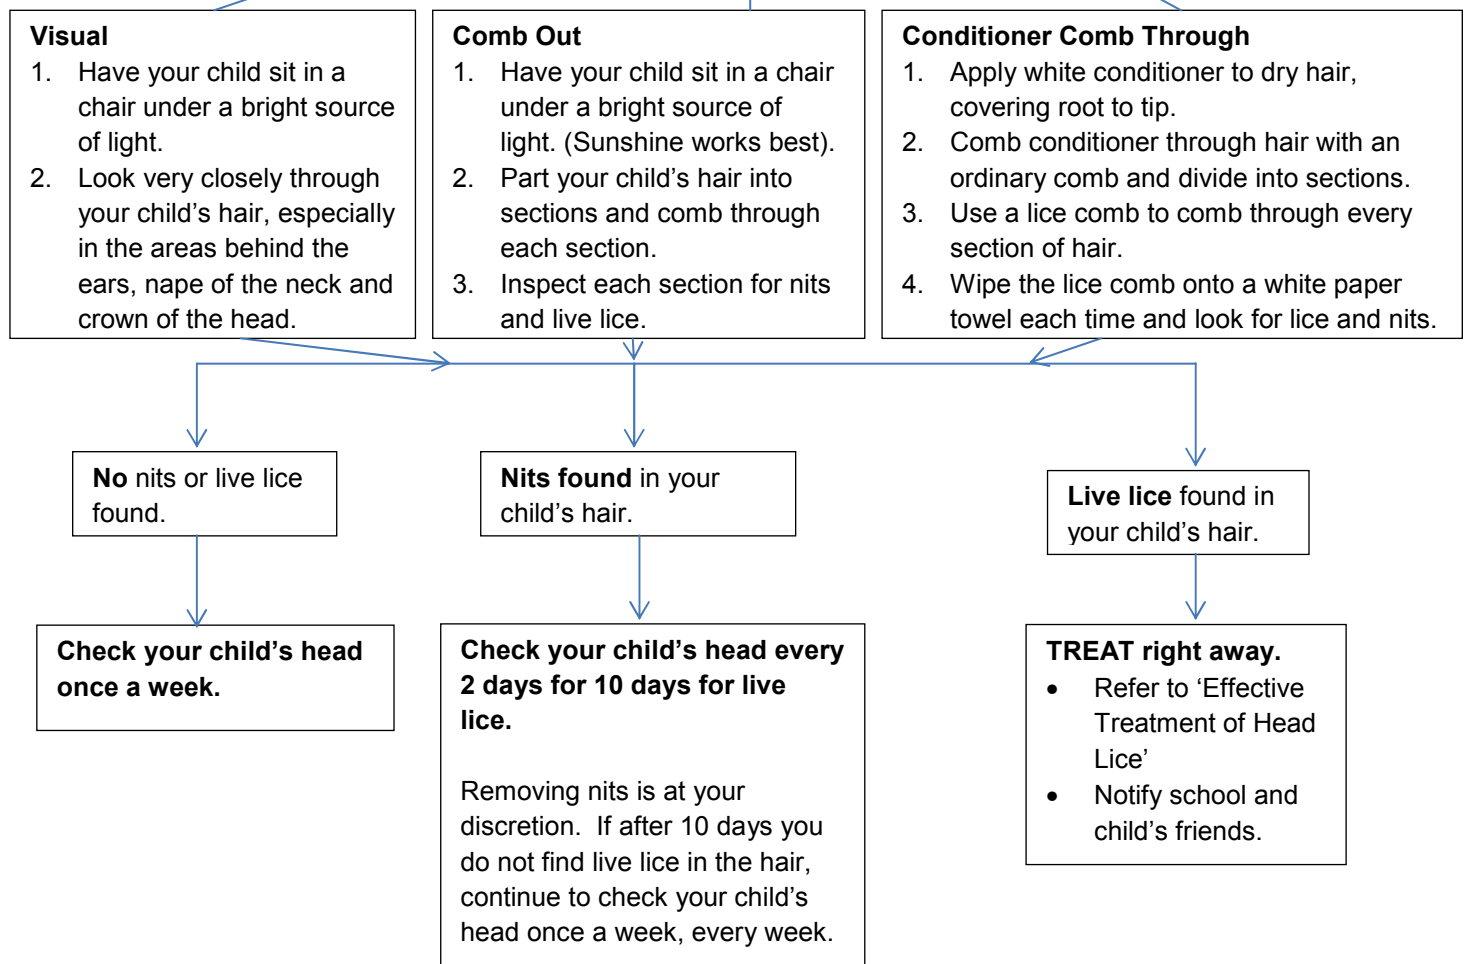 Visual
1. Have your child sit in a
chair under a bright source
of light.
2. Look very closely through
your child’s hair, especially
in the areas behind the
ears, nape of the neck and
crown of the head.
Comb Out
1. Have your child sit in a chair
under a bright source of
light. (Sunshine works best).
2. Part your child’s hair into
sections and comb through
each section.
3. Inspect each section for nits
and live lice.
Conditioner Comb Through
1. Apply white conditioner to dry hair,
covering root to tip.
2. Comb conditioner through hair with an
ordinary comb and divide into sections.
3. Use a lice comb to comb through every
section of hair.
4. Wipe the lice comb onto a white paper
towel each time and look for lice and nits.
No nits or live lice
found.
Nits found in your
child’s hair.
Live lice found in
your child’s hair.
Check your child’s head
once a week.
Check your child’s head every
2 days for 10 days for live
lice.
Removing nits is at your
discretion.  If after 10 days you
do not find live lice in the hair,
continue to check your child’s
head once a week, every week.
TREAT right away.
• Refer to ‘Effective
Treatment of Head
Lice’
• Notify school and
child’s friends.